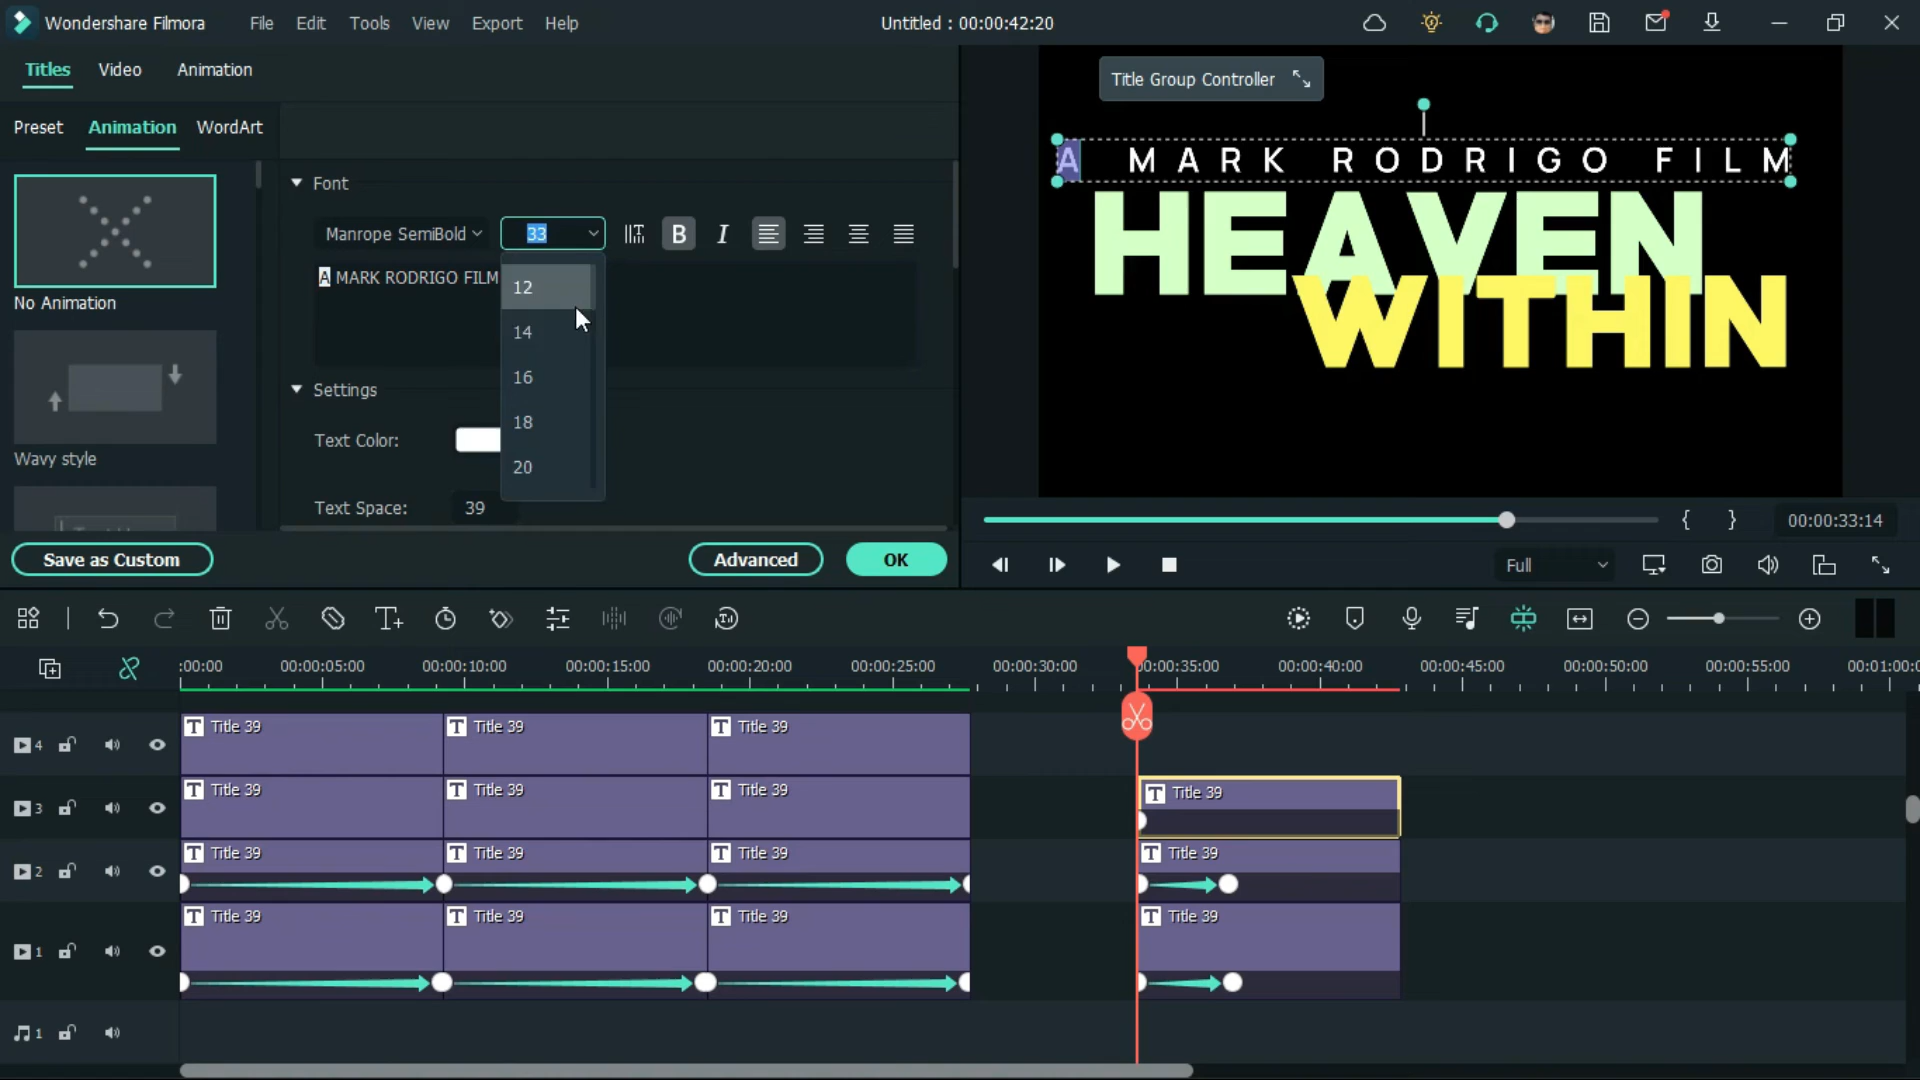 Wondershare Filmora
File
Edit
Tools
View
Export
Help
Untitled : 00:00:42:20
Titles
Video
Animation
Preset
Animation
WordArt
No Animation
Wavy style
Font
Manrope SemiBold
33
B
I
A MARK RODRIGO FILM
12
14
16
18
20
Settings
Text Color:
Text Space:
39
Save as Custom
Advanced
OK
Title Group Controller
A MARK RODRIGO FILM
HEAVEN
WITHIN
{ }
00:00:33:14
Full
:00:00
00:00:05:00
00:00:10:00
00:00:15:00
00:00:20:00
00:00:25:00
00:00:30:00
00:00:35:00
00:00:40:00
00:00:45:00
00:00:50:00
00:00:55:00
00:01:00:0
4
T Title 39
T Title 39
T Title 39
3
T Title 39
T Title 39
T Title 39
T Title 39
2
T Title 39
T Title 39
T Title 39
T Title 39
1
T Title 39
T Title 39
T Title 39
T Title 39
1